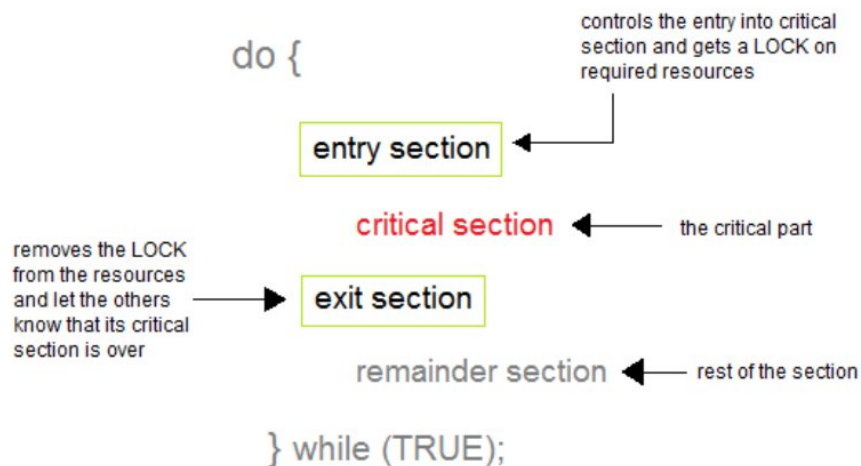 controls the entry into critical
section and gets a LOCK on
required resources
do {
entry section
critical section
the critical part
removes the LOCK
from the resources
and let the others
know that its critical
section is over
exit section
remainder section
rest of the section
} while (TRUE);